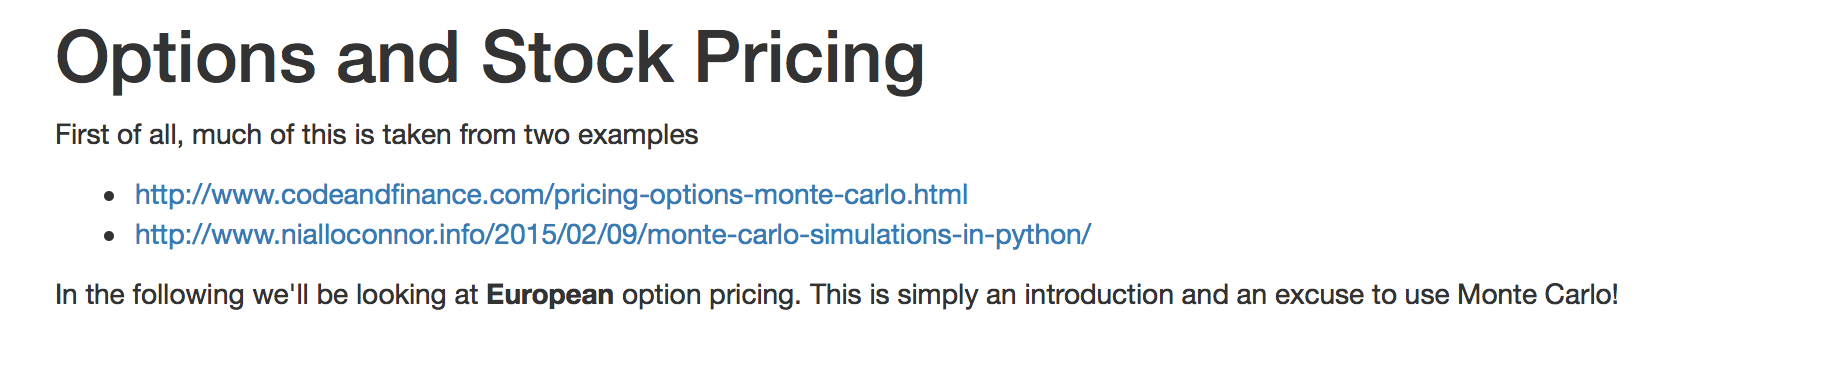 Options and Stock Pricing
First of all, much of this is taken from two examples
http://www.codeandfinance.com/pricing-options-monte-carlo.html
http://www.nialloconnor.info/2015/02/09/monte-carlo-simulations-in-python/
In the following we'll be looking at European option pricing. This is simply an introduction and an excuse to use Monte Carlo!